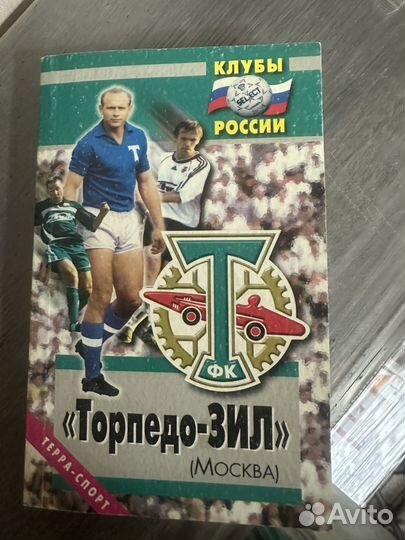 КЛУБЫ
SELECT
РОССИИ
Т
Т
ФК
«Торпедо-ЗИЛ»
(МОСКВА)
ТЕРРА-СПОРТ
Avito